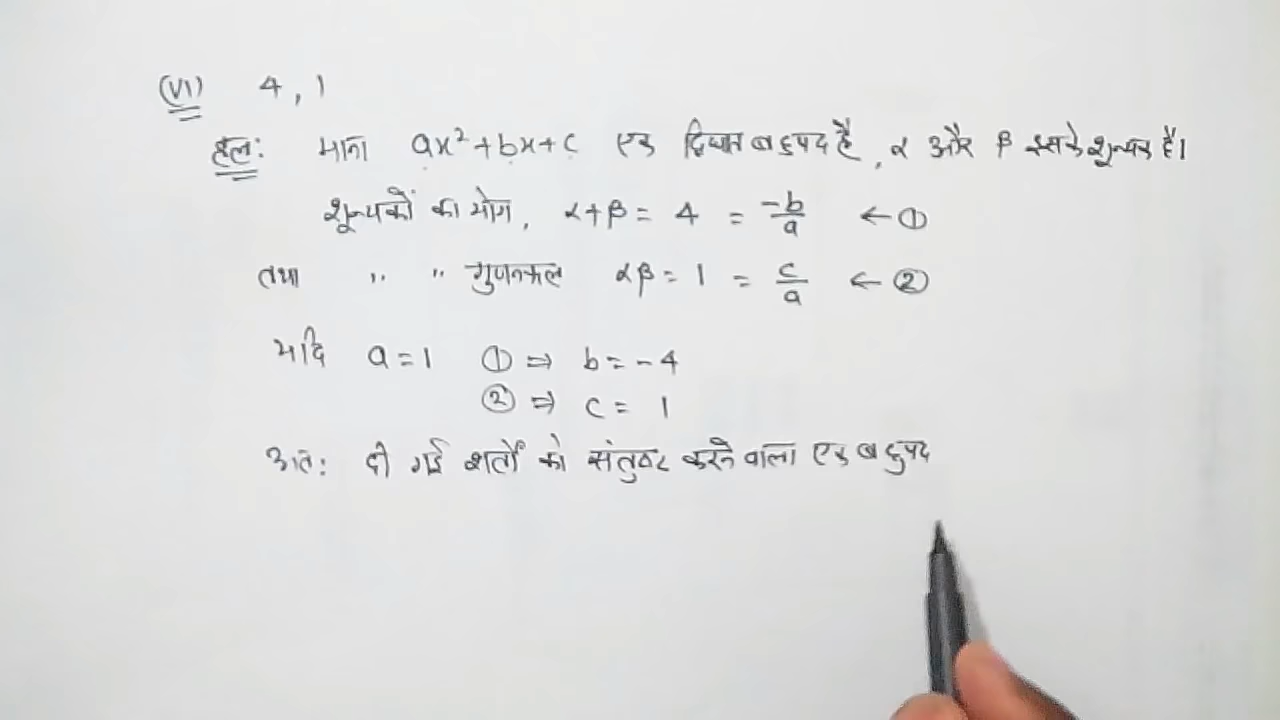 (VI) 4, 1
हल: माना ax²+bx+c एक द्विघात बहुपद है, α और β इसके शून्यक हैं।
शून्यकों का योग, α+β = 4 = -b/a ← ①
तथा " " गुणनफल αβ = 1 = c/a ← ②
यदि a=1 ① ⇒ b = -4
② ⇒ c = 1
अत: दी गई शर्तों को संतुष्ट करने वाला एक बहुपद